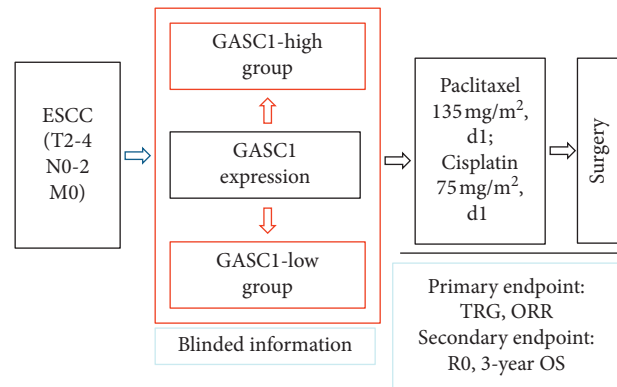 ESCC
(T2-4
N0-2
M0)
GASC1-high
group
GASC1
expression
GASC1-low
group
Blinded information
Paclitaxel
135 mg/m²,
d1;
Cisplatin
75 mg/m²,
d1
Surgery
Primary endpoint:
TRG, ORR
Secondary endpoint:
R0, 3-year OS